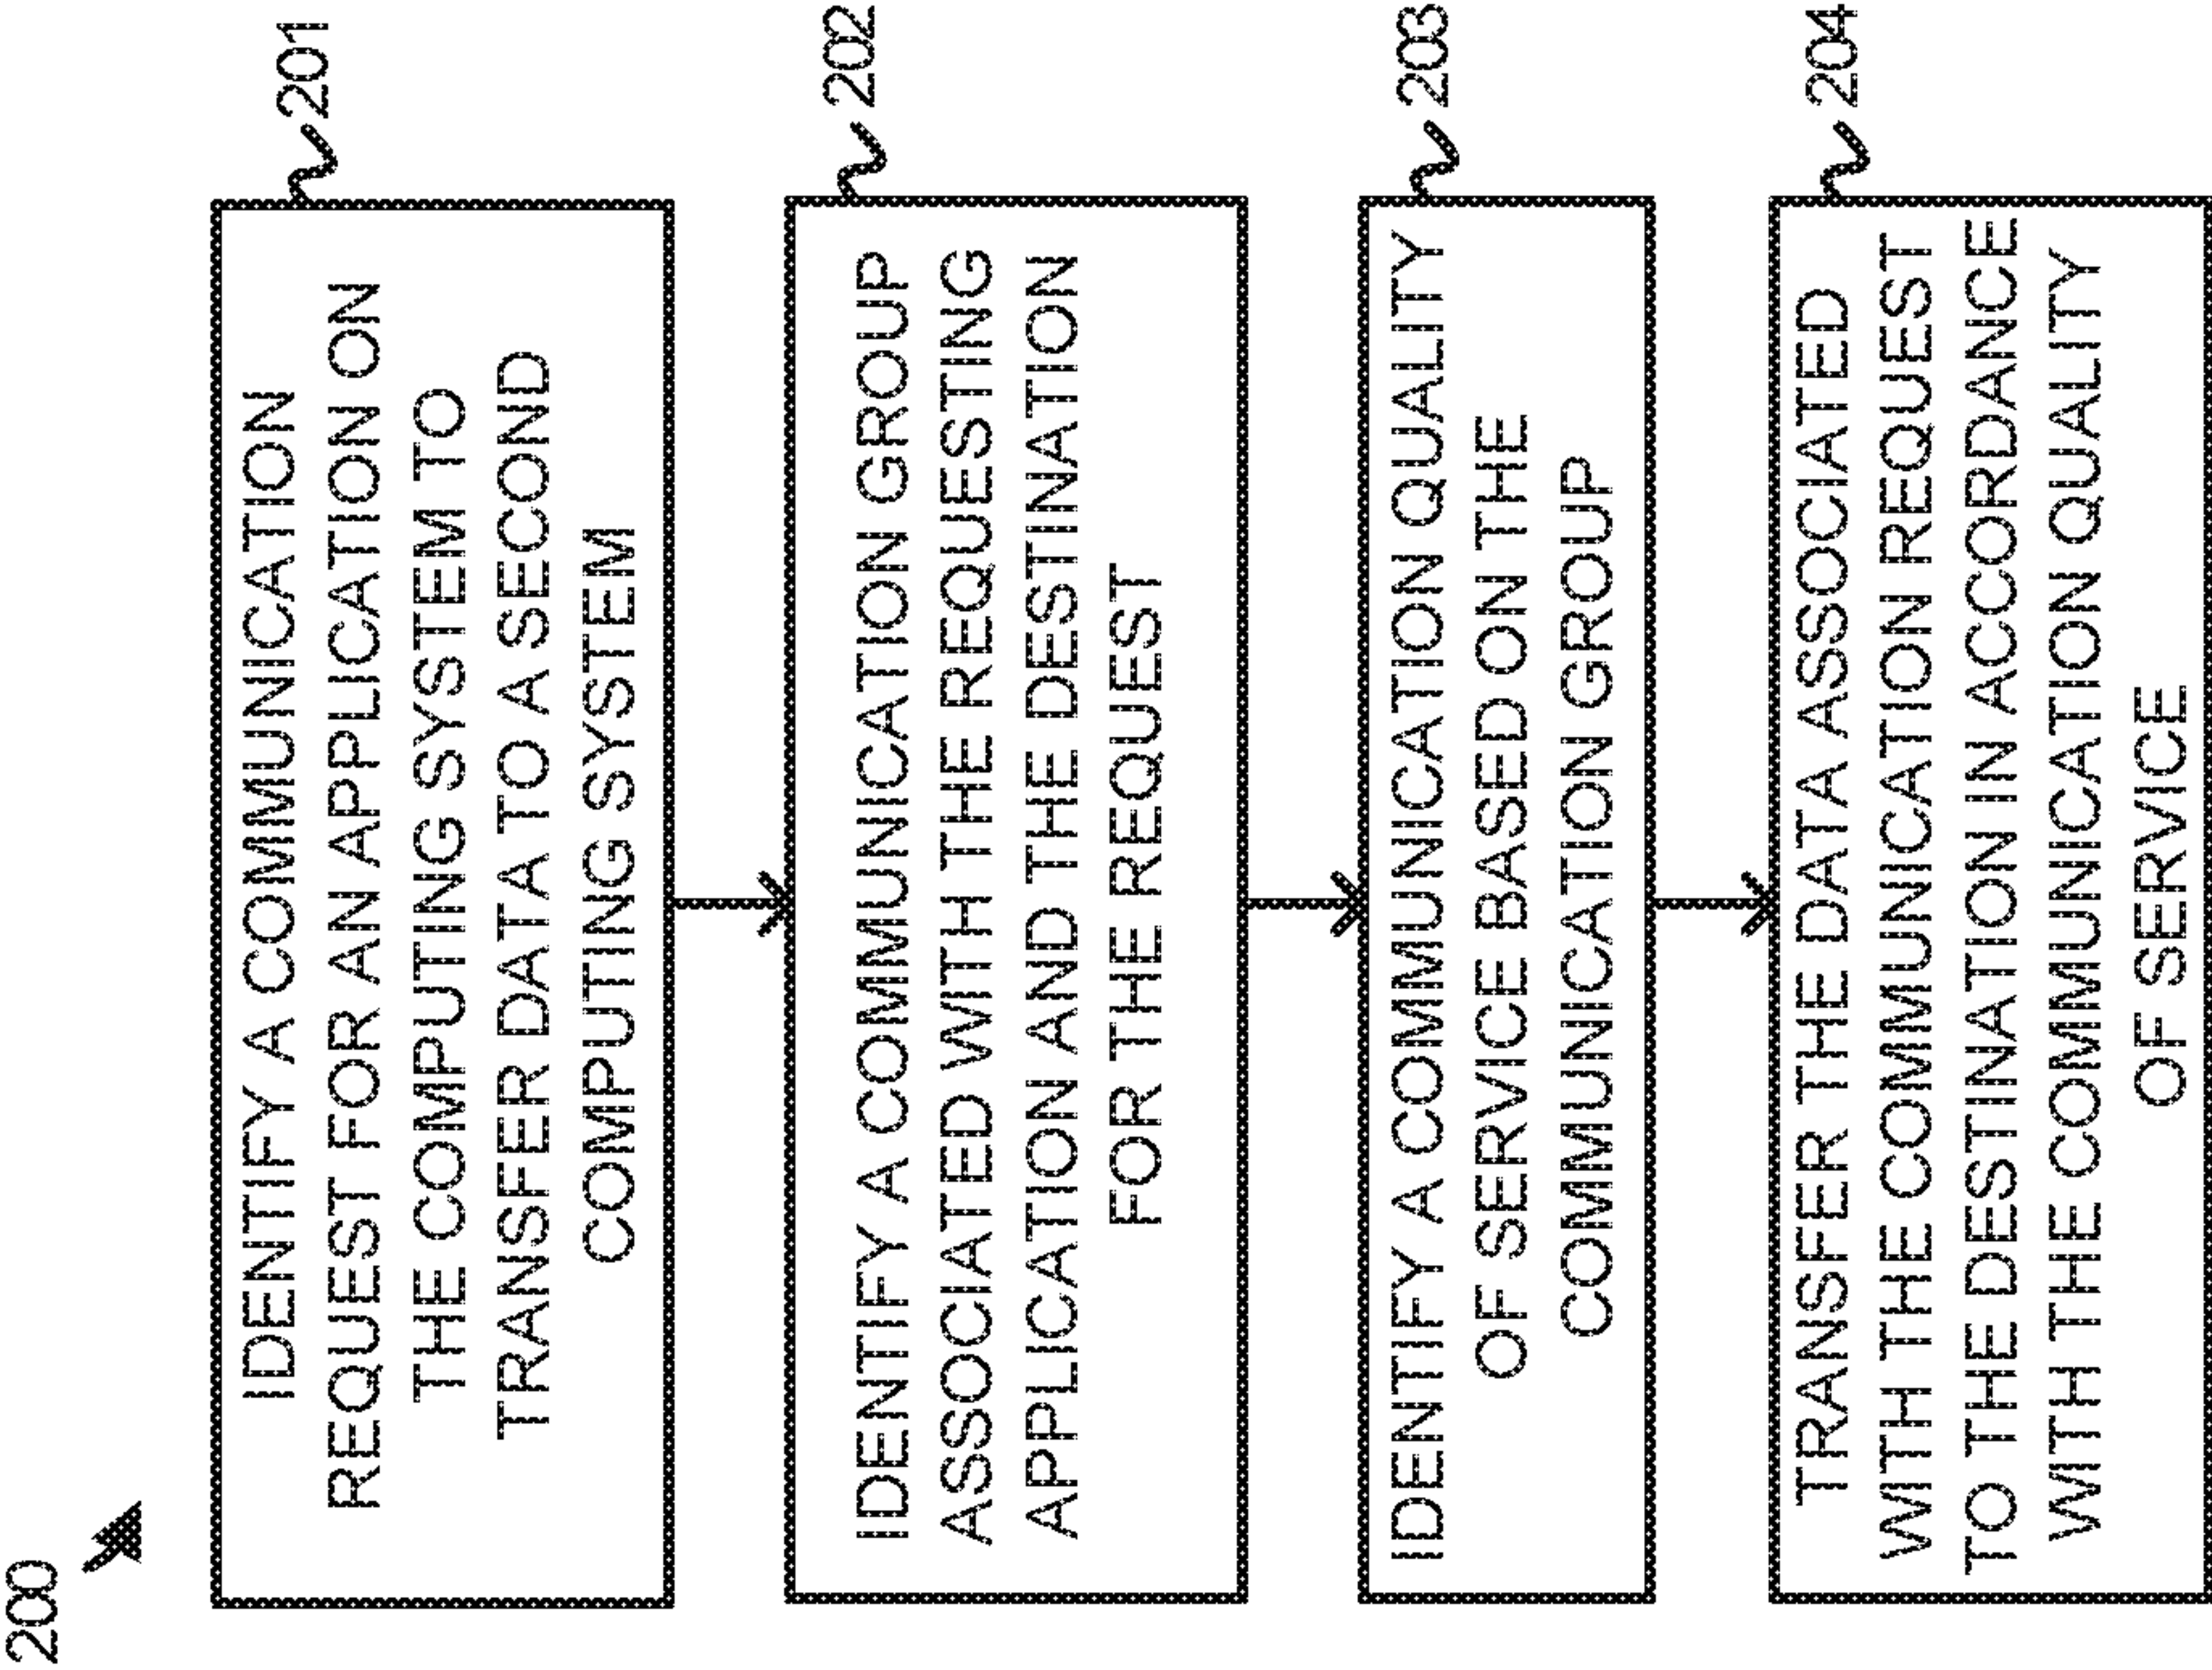 200
IDENTIFY A COMMUNICATION
REQUEST FOR AN APPLICATION ON
THE COMPUTING SYSTEM TO
TRANSFER DATA TO A SECOND
COMPUTING SYSTEM
201
IDENTIFY A COMMUNICATION GROUP
ASSOCIATED WITH THE REQUESTING
APPLICATION AND THE DESTINATION
FOR THE REQUEST
202
IDENTIFY A COMMUNICATION QUALITY
OF SERVICE BASED ON THE
COMMUNICATION GROUP
203
TRANSFER THE DATA ASSOCIATED
WITH THE COMMUNICATION REQUEST
TO THE DESTINATION IN ACCORDANCE
WITH THE COMMUNICATION QUALITY
OF SERVICE
204